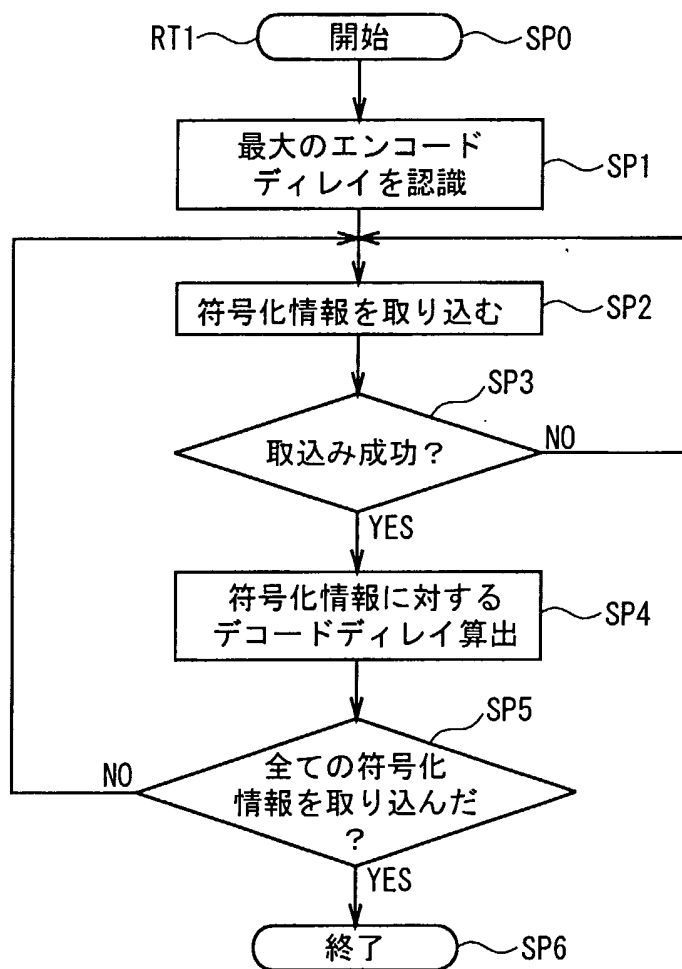 RT1
開始
SP0
最大のエンコード
ディレイを認識
SP1
符号化情報を取り込む
SP2
SP3
取込み成功?
NO
YES
符号化情報に対する
デコードディレイ算出
SP4
SP5
NO
全ての符号化
情報を取り込んだ
?
YES
終了
SP6